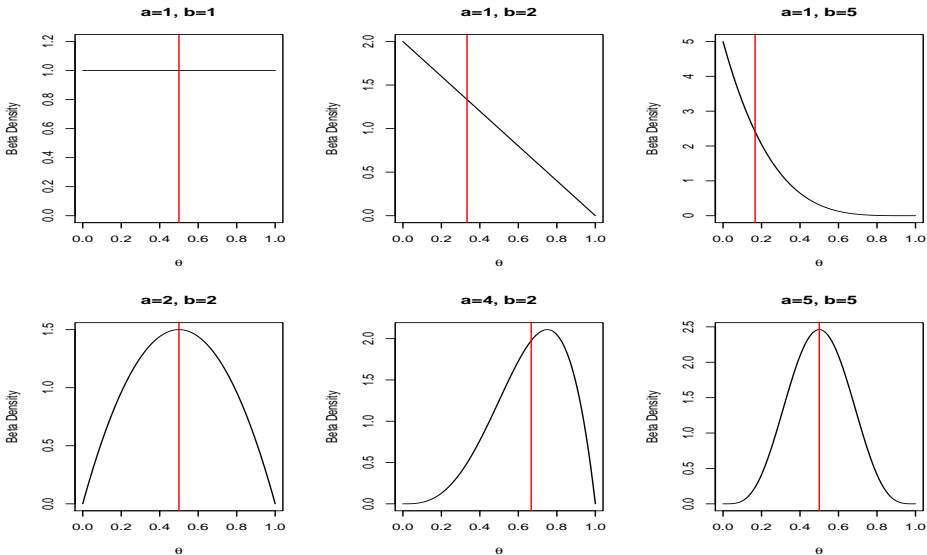 a=1, b=1
Beta Density
0.0 0.2 0.4 0.6 0.8 1.0 1.2
0.0 0.2 0.4 0.6 0.8 1.0
θ
a=1, b=2
Beta Density
0.0 0.5 1.0 1.5 2.0
0.0 0.2 0.4 0.6 0.8 1.0
θ
a=1, b=5
Beta Density
0 1 2 3 4 5
0.0 0.2 0.4 0.6 0.8 1.0
θ
a=2, b=2
Beta Density
0.0 0.5 1.0 1.5
0.0 0.2 0.4 0.6 0.8 1.0
θ
a=4, b=2
Beta Density
0.0 0.5 1.0 1.5 2.0
0.0 0.2 0.4 0.6 0.8 1.0
θ
a=5, b=5
Beta Density
0.0 0.5 1.0 1.5 2.0 2.5
0.0 0.2 0.4 0.6 0.8 1.0
θ